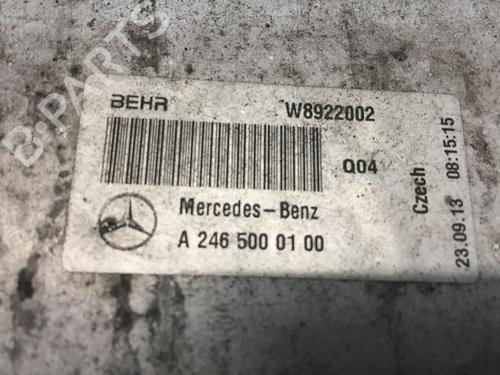 BEHR W8922002
Q04
Mercedes-Benz
A 246 500 01 00
Czech
23.09.13 08:15:15
B-PARTS